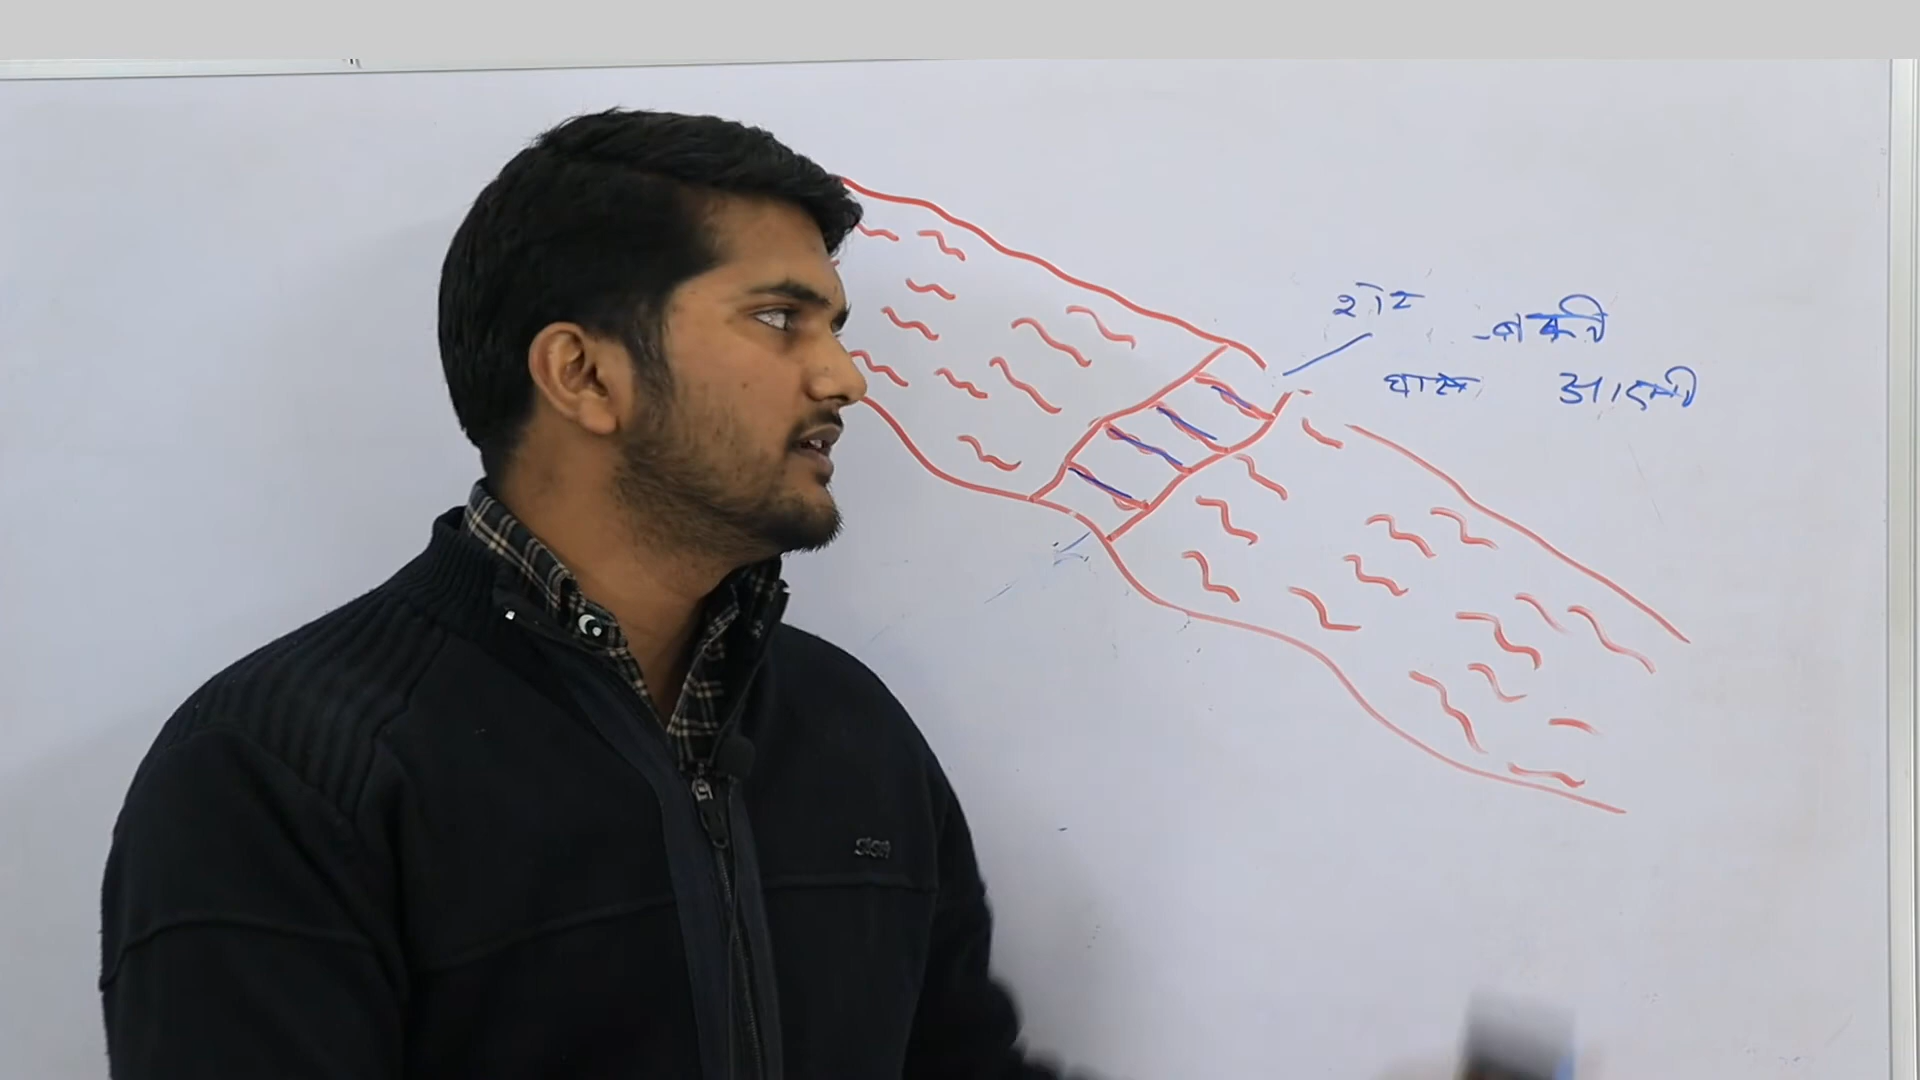 शेर बकरी
घास आदमी